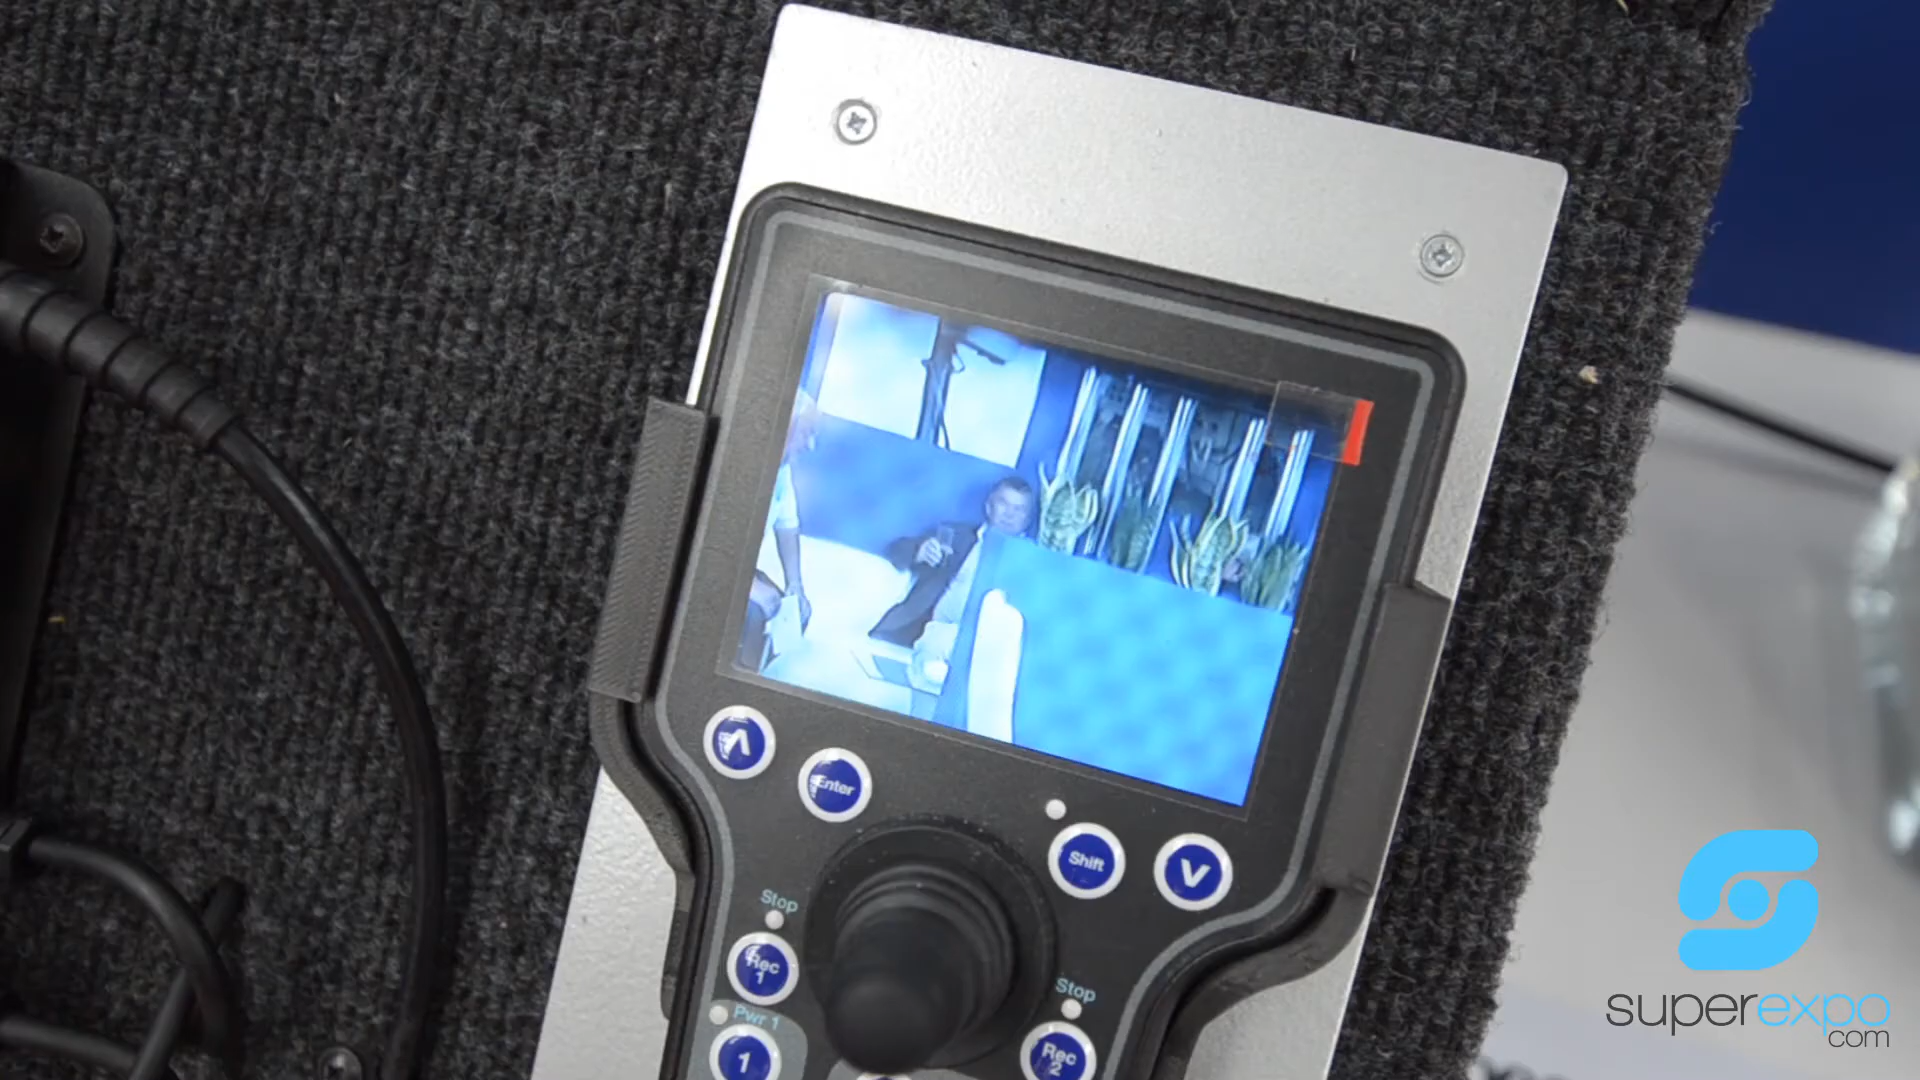 Enter
Shift
Stop
Rec
1
Stop
Pwr 1
1
Rec
2
superexpo
com